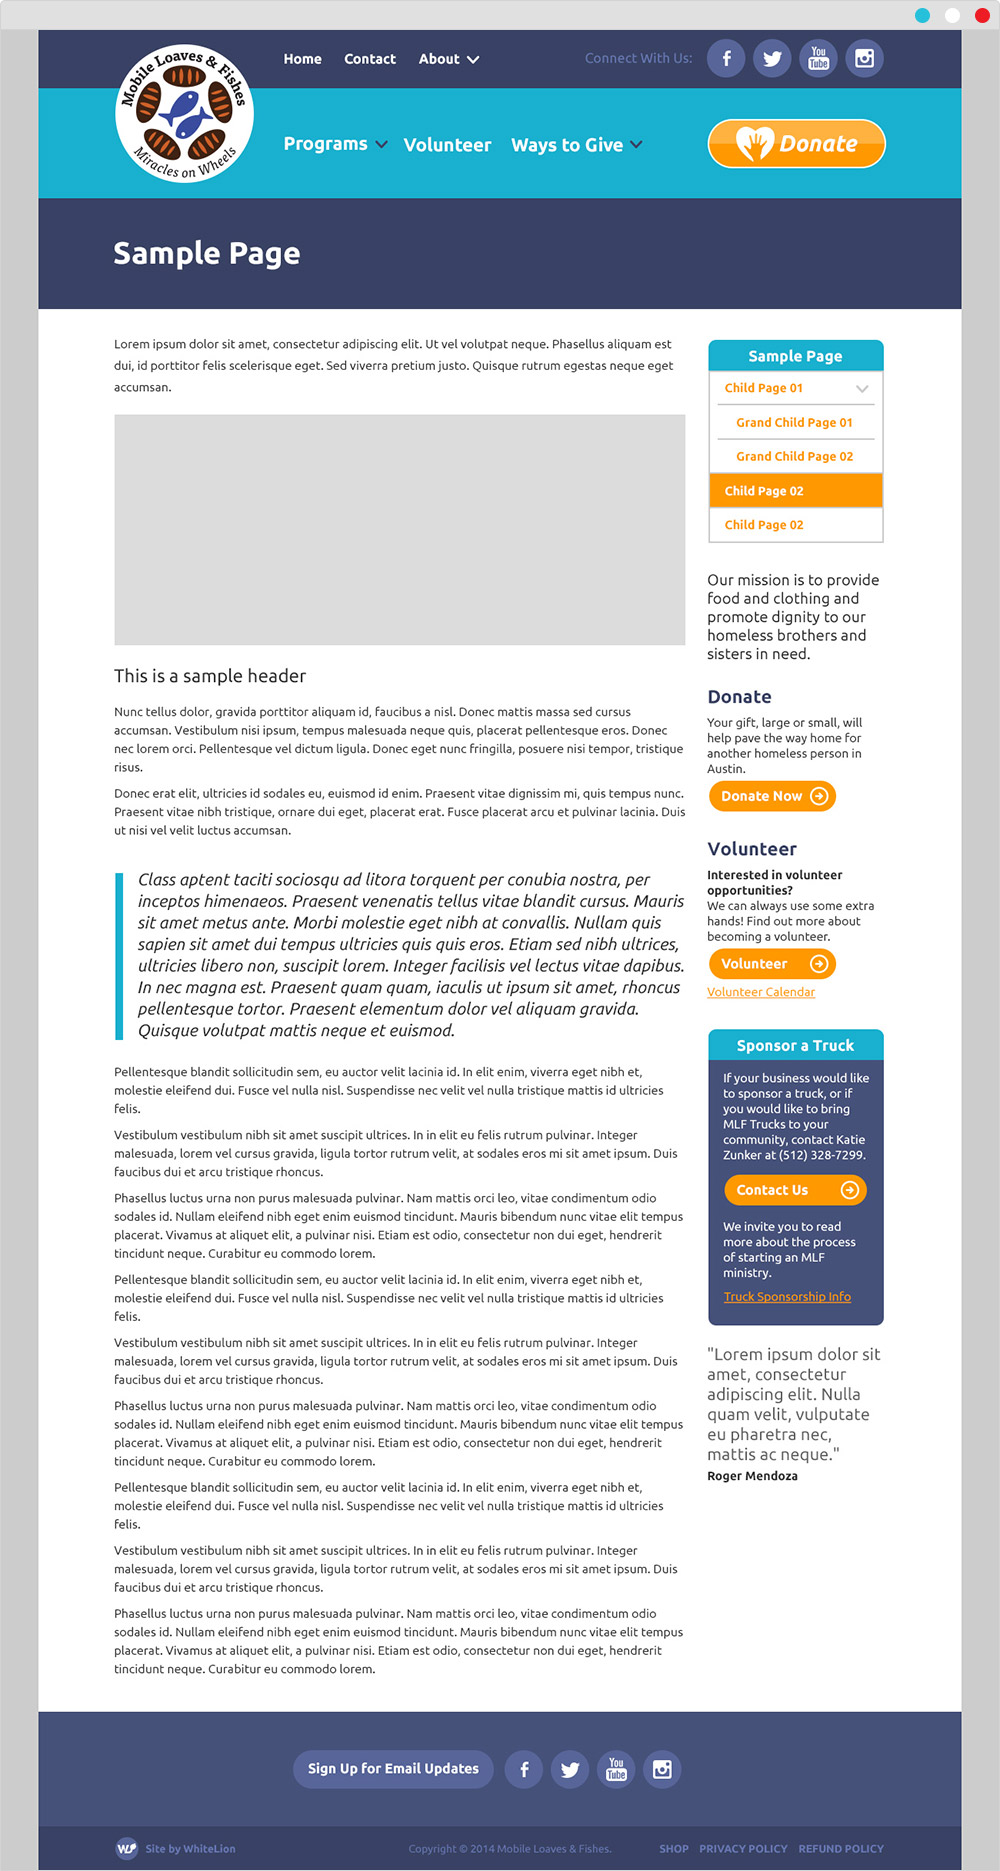 Mobile Loaves & Fishes
Miracles on Wheels
Home Contact About
Connect With Us:
You
Tube
Programs Volunteer Ways to Give
Donate
Sample Page
Lorem ipsum dolor sit amet, consectetur adipiscing elit. Ut vel volutpat neque. Phasellus aliquam est
dui, id porttitor felis scelerisque eget. Sed viverra pretium justo. Quisque rutrum egestas neque eget
accumsan.
This is a sample header
Nunc tellus dolor, gravida porttitor aliquam id, faucibus a nisl. Donec mattis massa sed cursus
accumsan. Vestibulum nisi ipsum, tempus malesuada neque quis, placerat pellentesque eros. Donec
nec lorem orci. Pellentesque vel dictum ligula. Donec eget nunc fringilla, posuere nisi tempor, tristique
risus.
Donec erat elit, ultricies id sodales eu, euismod id enim. Praesent vitae dignissim mi, quis tempus nunc.
Praesent vitae nibh tristique, ornare dui eget, placerat erat. Fusce placerat arcu et pulvinar lacinia. Duis
ut nisi vel velit luctus accumsan.
Class aptent taciti sociosqu ad litora torquent per conubia nostra, per
inceptos himenaeos. Praesent venenatis tellus vitae blandit cursus. Mauris
sit amet metus ante. Morbi molestie eget nibh at convallis. Nullam quis
sapien sit amet dui tempus ultricies quis quis eros. Etiam sed nibh ultrices,
ultricies libero non, suscipit lorem. Integer facilisis vel lectus vitae dapibus.
In nec magna est. Praesent quam quam, iaculis ut ipsum sit amet, rhoncus
pellentesque tortor. Praesent elementum dolor vel aliquam gravida.
Quisque volutpat mattis neque et euismod.
Pellentesque blandit sollicitudin sem, eu auctor velit lacinia id. In elit enim, viverra eget nibh et,
molestie eleifend dui. Fusce vel nulla nisl. Suspendisse nec velit vel nulla tristique mattis id ultricies
felis.
Vestibulum vestibulum nibh sit amet suscipit ultrices. In in elit eu felis rutrum pulvinar. Integer
malesuada, lorem vel cursus gravida, ligula tortor rutrum velit, at sodales eros mi sit amet ipsum. Duis
faucibus dui et arcu tristique rhoncus.
Phasellus luctus urna non purus malesuada pulvinar. Nam mattis orci leo, vitae condimentum odio
sodales id. Nullam eleifend nibh eget enim euismod tincidunt. Mauris bibendum nunc vitae elit tempus
placerat. Vivamus at aliquet elit, a pulvinar nisi. Etiam est odio, consectetur non dui eget, hendrerit
tincidunt neque. Curabitur eu commodo lorem.
Pellentesque blandit sollicitudin sem, eu auctor velit lacinia id. In elit enim, viverra eget nibh et,
molestie eleifend dui. Fusce vel nulla nisl. Suspendisse nec velit vel nulla tristique mattis id ultricies
felis.
Vestibulum vestibulum nibh sit amet suscipit ultrices. In in elit eu felis rutrum pulvinar. Integer
malesuada, lorem vel cursus gravida, ligula tortor rutrum velit, at sodales eros mi sit amet ipsum. Duis
faucibus dui et arcu tristique rhoncus.
Phasellus luctus urna non purus malesuada pulvinar. Nam mattis orci leo, vitae condimentum odio
sodales id. Nullam eleifend nibh eget enim euismod tincidunt. Mauris bibendum nunc vitae elit tempus
placerat. Vivamus at aliquet elit, a pulvinar nisi. Etiam est odio, consectetur non dui eget, hendrerit
tincidunt neque. Curabitur eu commodo lorem.
Pellentesque blandit sollicitudin sem, eu auctor velit lacinia id. In elit enim, viverra eget nibh et,
molestie eleifend dui. Fusce vel nulla nisl. Suspendisse nec velit vel nulla tristique mattis id ultricies
felis.
Vestibulum vestibulum nibh sit amet suscipit ultrices. In in elit eu felis rutrum pulvinar. Integer
malesuada, lorem vel cursus gravida, ligula tortor rutrum velit, at sodales eros mi sit amet ipsum. Duis
faucibus dui et arcu tristique rhoncus.
Phasellus luctus urna non purus malesuada pulvinar. Nam mattis orci leo, vitae condimentum odio
sodales id. Nullam eleifend nibh eget enim euismod tincidunt. Mauris bibendum nunc vitae elit tempus
placerat. Vivamus at aliquet elit, a pulvinar nisi. Etiam est odio, consectetur non dui eget, hendrerit
tincidunt neque. Curabitur eu commodo lorem.
Sample Page
Child Page 01
Grand Child Page 01
Grand Child Page 02
Child Page 02
Child Page 02
Our mission is to provide
food and clothing and
promote dignity to our
homeless brothers and
sisters in need.
Donate
Your gift, large or small, will
help pave the way home for
another homeless person in
Austin.
Donate Now
Volunteer
Interested in volunteer
opportunities?
We can always use some extra
hands! Find out more about
becoming a volunteer.
Volunteer
Volunteer Calendar
Sponsor a Truck
If your business would like
to sponsor a truck, or if
you would like to bring
MLF Trucks to your
community, contact Katie
Zunker at (512) 328-7299.
Contact Us
We invite you to read
more about the process
of starting an MLF
ministry.
Truck Sponsorship Info
"Lorem ipsum dolor sit
amet, consectetur
adipiscing elit. Nulla
quam velit, vulputate
eu pharetra nec,
mattis ac neque."
Roger Mendoza
Sign Up for Email Updates
You
Tube
Site by WhiteLion
Copyright © 2014 Mobile Loaves & Fishes.
SHOP PRIVACY POLICY REFUND POLICY